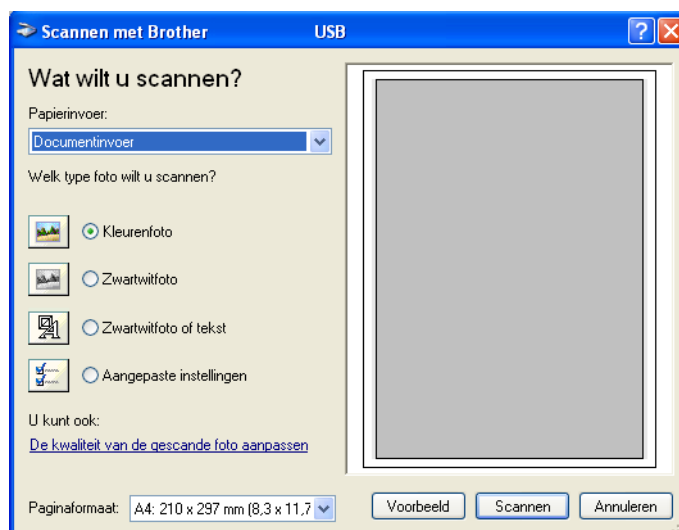 Scannen met Brother USB
Wat wilt u scannen?
Papierinvoer:
Documentinvoer
Welk type foto wilt u scannen?
Kleurenfoto
Zwartwitfoto
Zwartwitfoto of tekst
Aangepaste instellingen
U kunt ook:
De kwaliteit van de gescande foto aanpassen
Paginaformaat: A4: 210 x 297 mm (8,3 x 11,7
Voorbeeld Scannen Annuleren